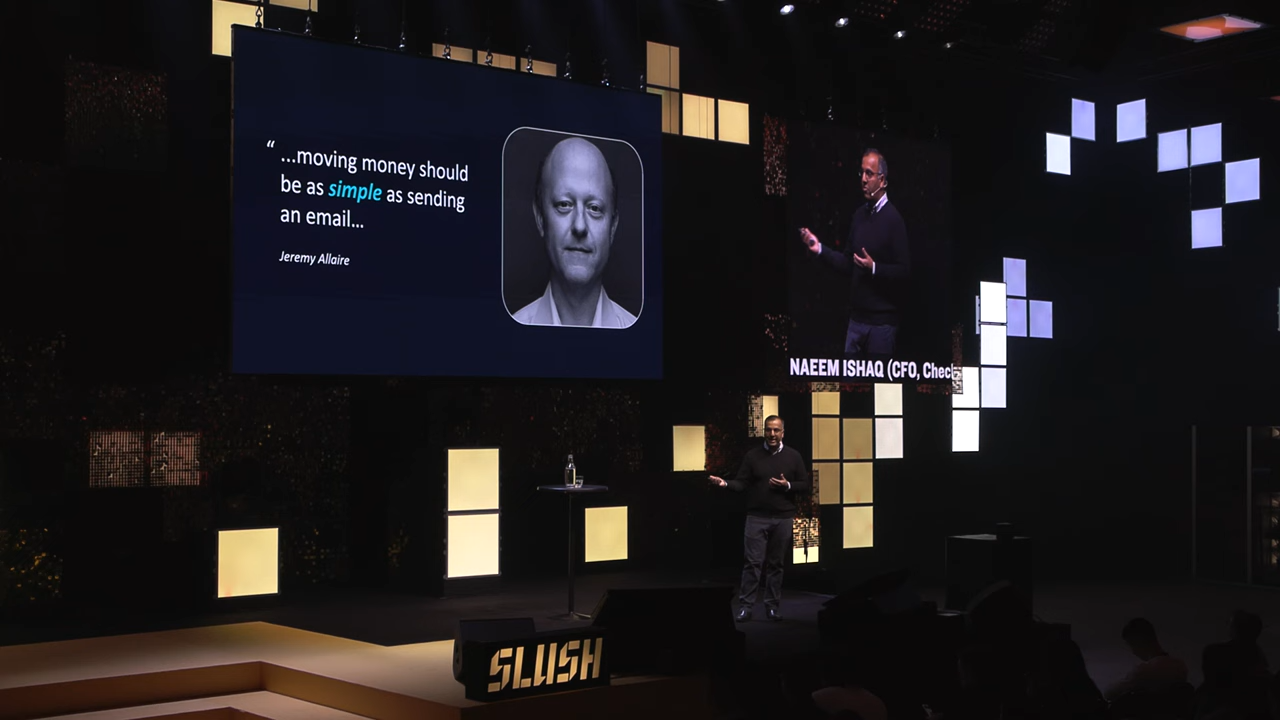 “ ...moving money should
be as simple as sending
an email...
Jeremy Allaire
NAEEM ISHAQ (CFO, Chec
SLUSH